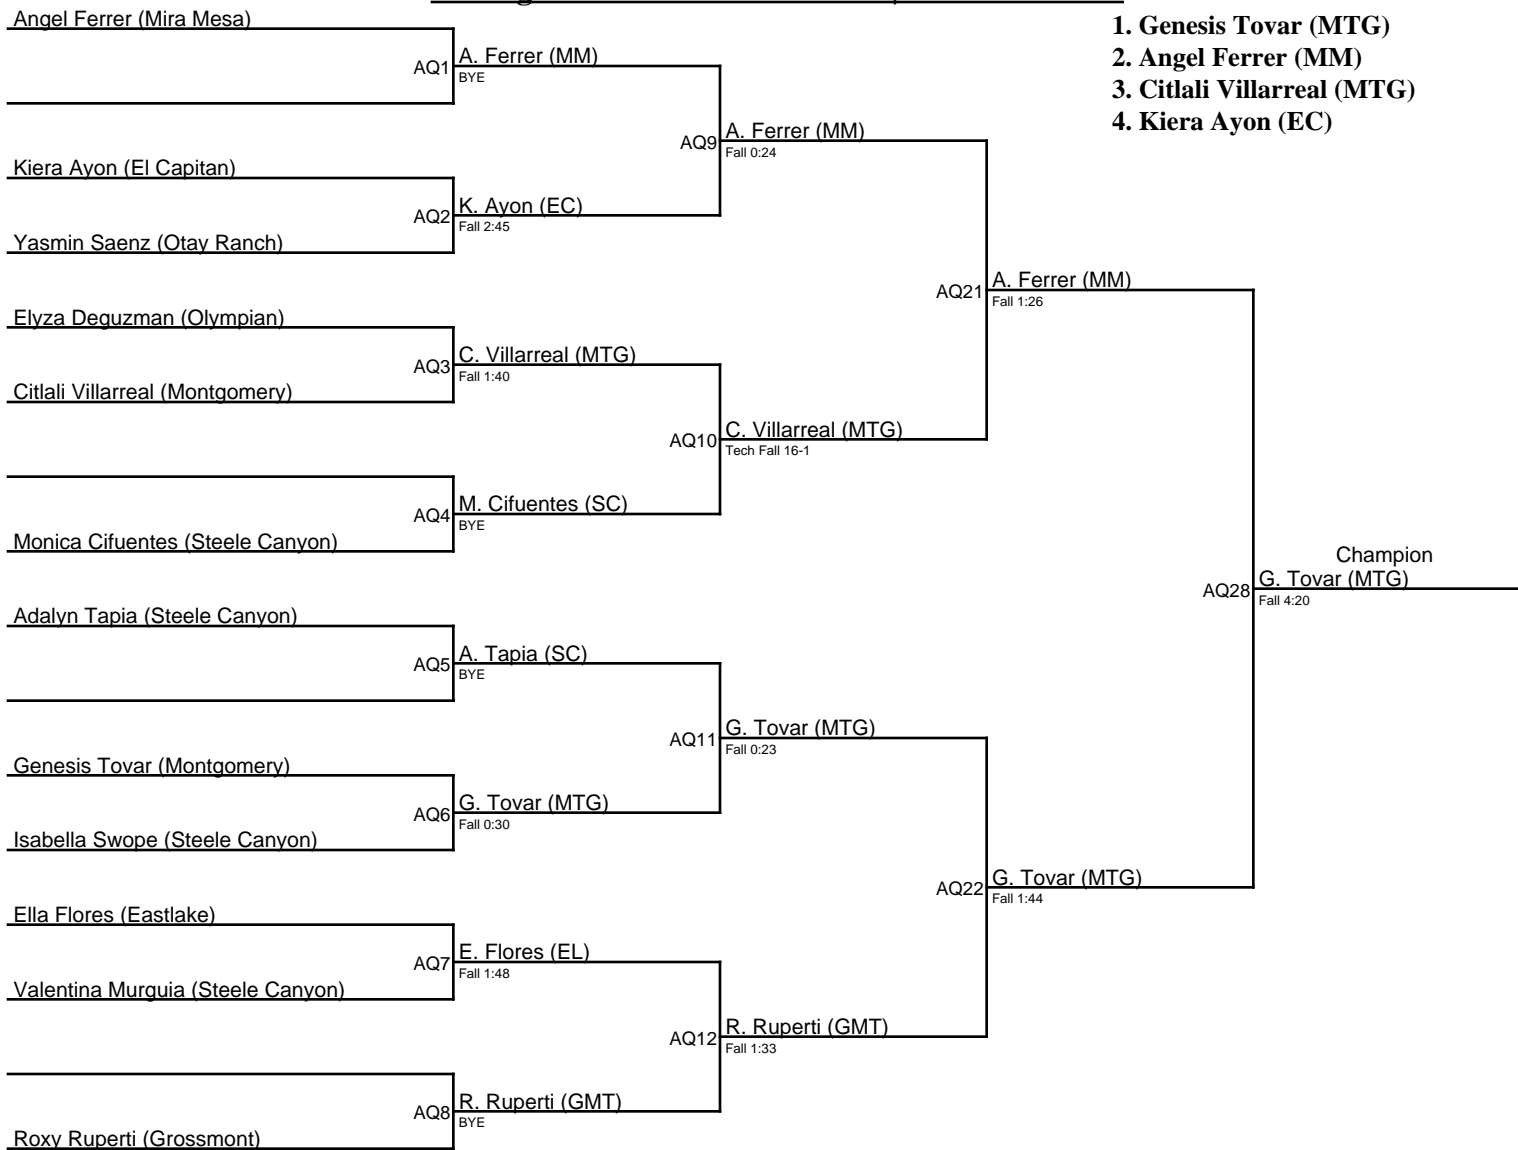 Angel Ferrer (Mira Mesa)
1. Genesis Tovar (MTG)
2. Angel Ferrer (MM)
3. Citlali Villarreal (MTG)
4. Kiera Ayon (EC)
AQ1
A. Ferrer (MM)
BYE
AQ9
A. Ferrer (MM)
Fall 0:24
Kiera Ayon (El Capitan)
AQ2
K. Ayon (EC)
Fall 2:45
Yasmin Saenz (Otay Ranch)
AQ21
A. Ferrer (MM)
Fall 1:26
Elyza Deguzman (Olympian)
AQ3
C. Villarreal (MTG)
Fall 1:40
Citlali Villarreal (Montgomery)
AQ10
C. Villarreal (MTG)
Tech Fall 16-1
AQ4
M. Cifuentes (SC)
BYE
Monica Cifuentes (Steele Canyon)
Champion
AQ28
G. Tovar (MTG)
Fall 4:20
Adalyn Tapia (Steele Canyon)
AQ5
A. Tapia (SC)
BYE
AQ11
G. Tovar (MTG)
Fall 0:23
Genesis Tovar (Montgomery)
AQ6
G. Tovar (MTG)
Fall 0:30
Isabella Swope (Steele Canyon)
AQ22
G. Tovar (MTG)
Fall 1:44
Ella Flores (Eastlake)
AQ7
E. Flores (EL)
Fall 1:48
Valentina Murguia (Steele Canyon)
AQ12
R. Ruperti (GMT)
Fall 1:33
AQ8
R. Ruperti (GMT)
BYE
Roxy Ruperti (Grossmont)